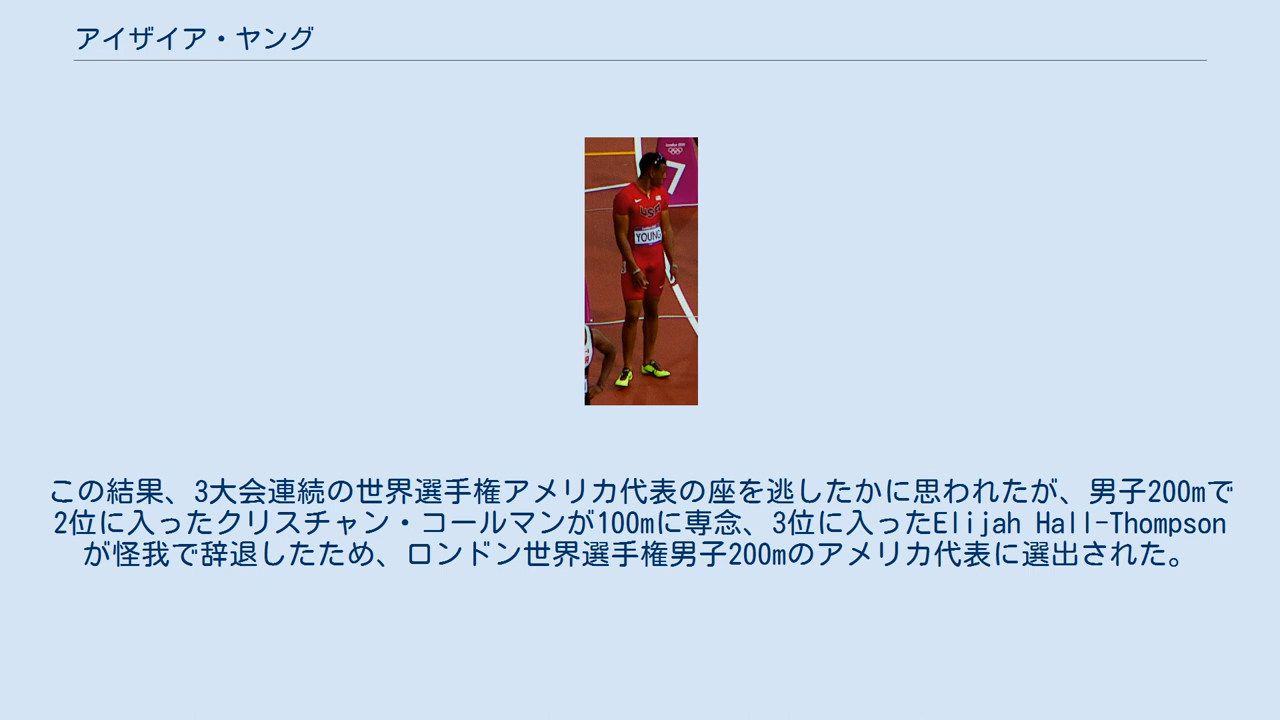 アイザイア・ヤング
London 2012
7
USA
YOUNG
この結果、3大会連続の世界選手権アメリカ代表の座を逃したかに思われたが、男子200mで
2位に入ったクリスチャン・コールマンが100mに専念、3位に入ったElijah Hall-Thompson
が怪我で辞退したため、ロンドン世界選手権男子200mのアメリカ代表に選出された。